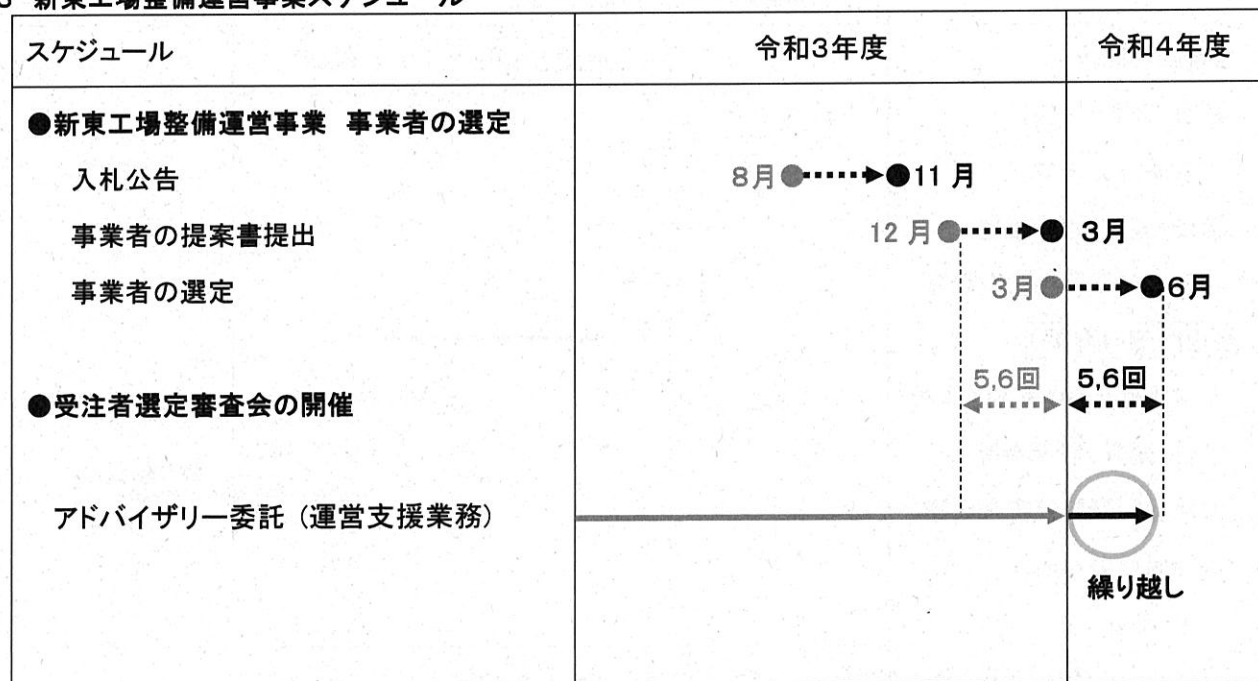 新東工場整備運営事業スケジュール
スケジュール 令和3年度 令和4年度
●新東工場整備運営事業 事業者の選定
入札公告 8月 11月
事業者の提案書提出 12月 3月
事業者の選定 3月 6月
5,6回 5,6回
●受注者選定審査会の開催
アドバイザリー委託(運営支援業務)
繰り越し